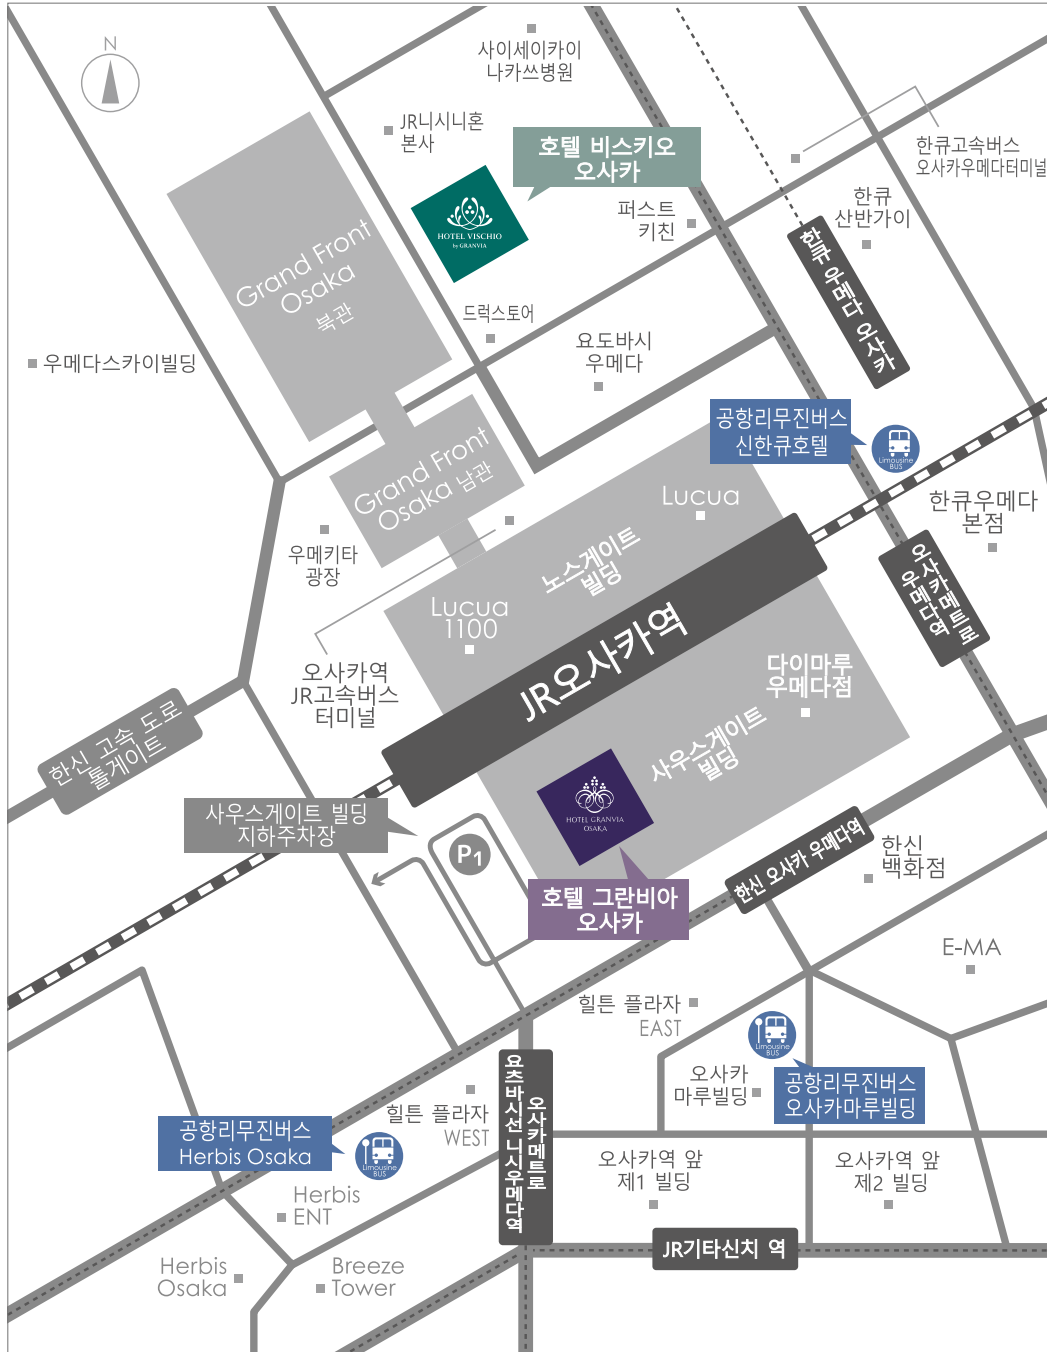 N
사이세이카이
나카쓰병원
JR니시니혼
본사
호텔 비스키오
오사카
HOTEL VISCHIO
by GRANVIA
한큐고속버스
오사카우메다터미널
한큐
산반가이
퍼스트
키친
한큐 우메다 오사카
Grand Front
Osaka
북관
드럭스토어
요도바시
우메다
우메다스카이빌딩
공항리무진버스
신한큐호텔
Limousine
BUS
Grand Front
Osaka 남관
Lucua
한큐우메다
본점
우메키타
광장
노스게이트
빌딩
오사카메트로
우메다역
Lucua
1100
JR오사카역
다이마루
우메다점
오사카역
JR고속버스
터미널
한신 고속 도로
톨게이트
사우스게이트
빌딩
HOTEL GRANVIA
OSAKA
사우스게이트 빌딩
지하주차장
P1
한신 오사카 우메다역
한신
백화점
호텔 그란비아
오사카
E-MA
힐튼 플라자
EAST
Limousine
BUS
오사카
마루빌딩
공항리무진버스
오사카마루빌딩
오사카메트로
요츠바시선 니시우메다역
힐튼 플라자
WEST
공항리무진버스
Herbis Osaka
Limousine
BUS
오사카역 앞
제1 빌딩
오사카역 앞
제2 빌딩
Herbis
ENT
JR기타신치 역
Herbis
Osaka
Breeze
Tower